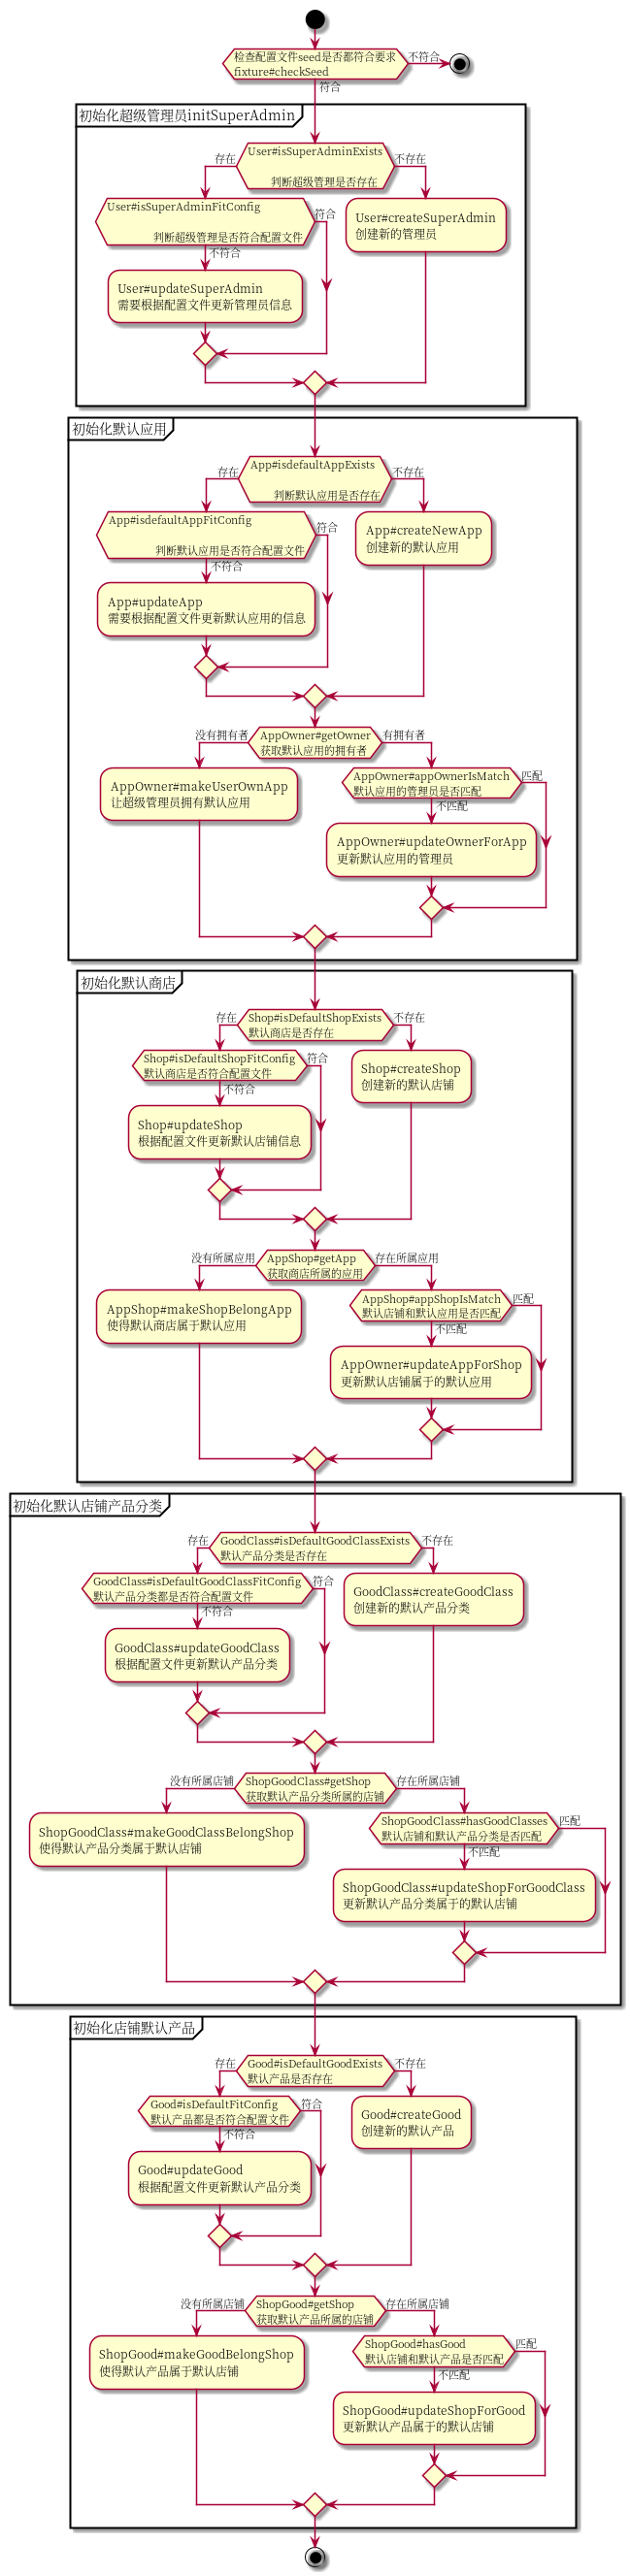 检查配置文件seed是否都符合要求
fixture#checkSeed
不符合
符合
初始化超级管理员initSuperAdmin
User#isSuperAdminExists
判断超级管理是否存在
存在
不存在
User#isSuperAdminFitConfig
判断超级管理是否符合配置文件
符合
不符合
User#createSuperAdmin
创建新的管理员
User#updateSuperAdmin
需要根据配置文件更新管理员信息
初始化默认应用
App#isdefaultAppExists
判断默认应用是否存在
存在
不存在
App#isdefaultAppFitConfig
判断默认应用是否符合配置文件
符合
不符合
App#createNewApp
创建新的默认应用
App#updateApp
需要根据配置文件更新默认应用的信息
没有拥有者
AppOwner#getOwner
获取默认应用的拥有者
有拥有者
AppOwner#makeUserOwnApp
让超级管理员拥有默认应用
AppOwner#appOwnerIsMatch
默认应用的管理员是否匹配
匹配
不匹配
AppOwner#updateOwnerForApp
更新默认应用的管理员
初始化默认商店
Shop#isDefaultShopExists
默认商店是否存在
存在
不存在
Shop#isDefaultShopFitConfig
默认商店是否符合配置文件
符合
不符合
Shop#createShop
创建新的默认店铺
Shop#updateShop
根据配置文件更新默认店铺信息
没有所属应用
AppShop#getApp
获取商店所属的应用
存在所属应用
AppShop#makeShopBelongApp
使得默认商店属于默认应用
AppShop#appShopIsMatch
默认店铺和默认应用是否匹配
匹配
不匹配
AppOwner#updateAppForShop
更新默认店铺属于的默认应用
初始化默认店铺产品分类
GoodClass#isDefaultGoodClassExists
默认产品分类是否存在
存在
不存在
GoodClass#isDefaultGoodClassFitConfig
默认产品分类都是否符合配置文件
符合
不符合
GoodClass#createGoodClass
创建新的默认产品分类
GoodClass#updateGoodClass
根据配置文件更新默认产品分类
没有所属店铺
ShopGoodClass#getShop
获取默认产品分类所属的店铺
存在所属店铺
ShopGoodClass#makeGoodClassBelongShop
使得默认产品分类属于默认店铺
ShopGoodClass#hasGoodClasses
默认店铺和默认产品分类是否匹配
匹配
不匹配
ShopGoodClass#updateShopForGoodClass
更新默认产品分类属于的默认店铺
初始化店铺默认产品
Good#isDefaultGoodExists
默认产品是否存在
存在
不存在
Good#isDefaultFitConfig
默认产品都是否符合配置文件
符合
不符合
Good#createGood
创建新的默认产品
Good#updateGood
根据配置文件更新默认产品分类
没有所属店铺
ShopGood#getShop
获取默认产品所属的店铺
存在所属店铺
ShopGood#makeGoodBelongShop
使得默认产品属于默认店铺
ShopGood#hasGood
默认店铺和默认产品是否匹配
匹配
不匹配
ShopGood#updateShopForGood
更新默认产品属于的默认店铺